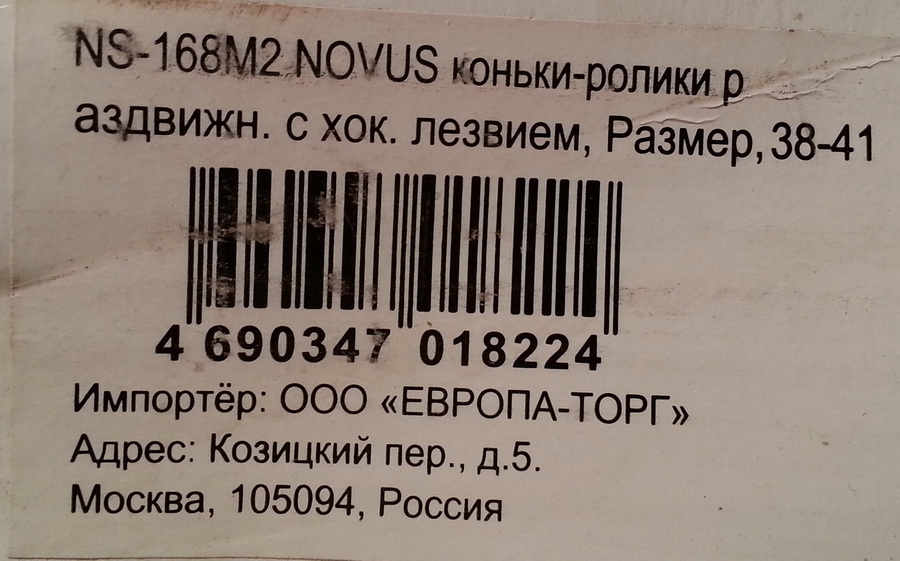 NS-168M2 NOVUS коньки-ролики р
аздвижн. с хок. лезвием, Размер, 38-41
4 690347 018224
Импортёр: ООО «ЕВРОПА-ТОРГ»
Адрес: Козицкий пер., д.5.
Москва, 105094, Россия